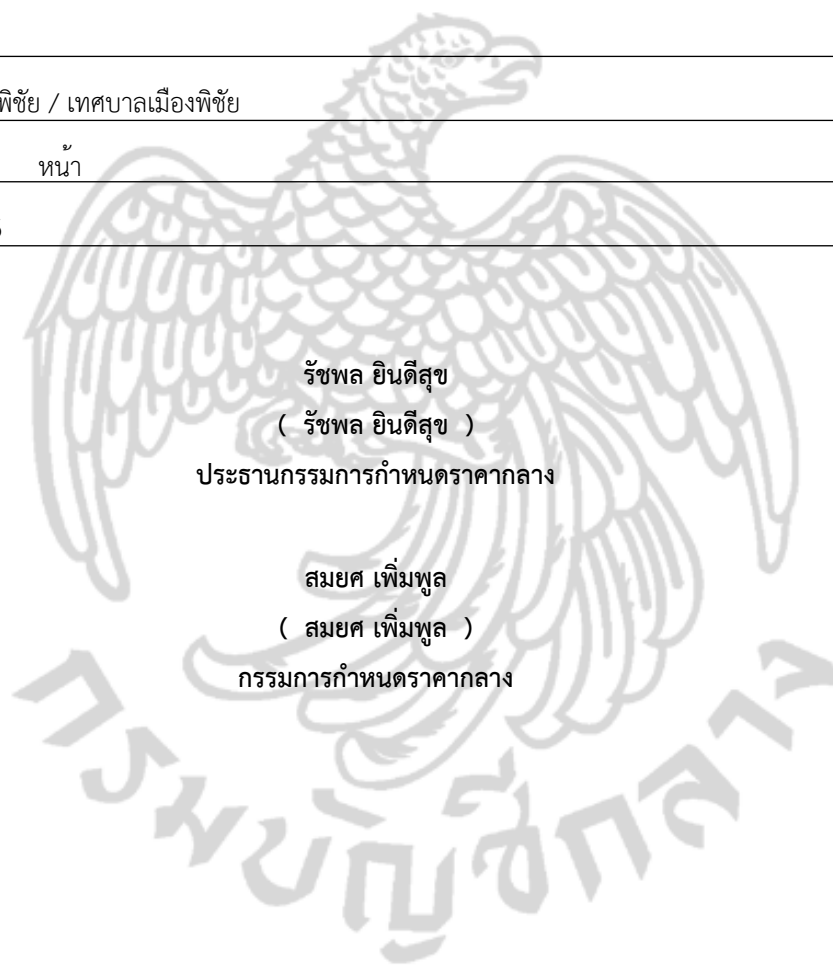 พิชัย / เทศบาลเมืองพิชัย
หน้า
รัชพล ยินดีสุข
( รัชพล ยินดีสุข )
ประธานกรรมการกำหนดราคากลาง
สมยศ เพิ่มพูล
( สมยศ เพิ่มพูล )
กรรมการกำหนดราคากลาง
กรมบัญชีกลาง